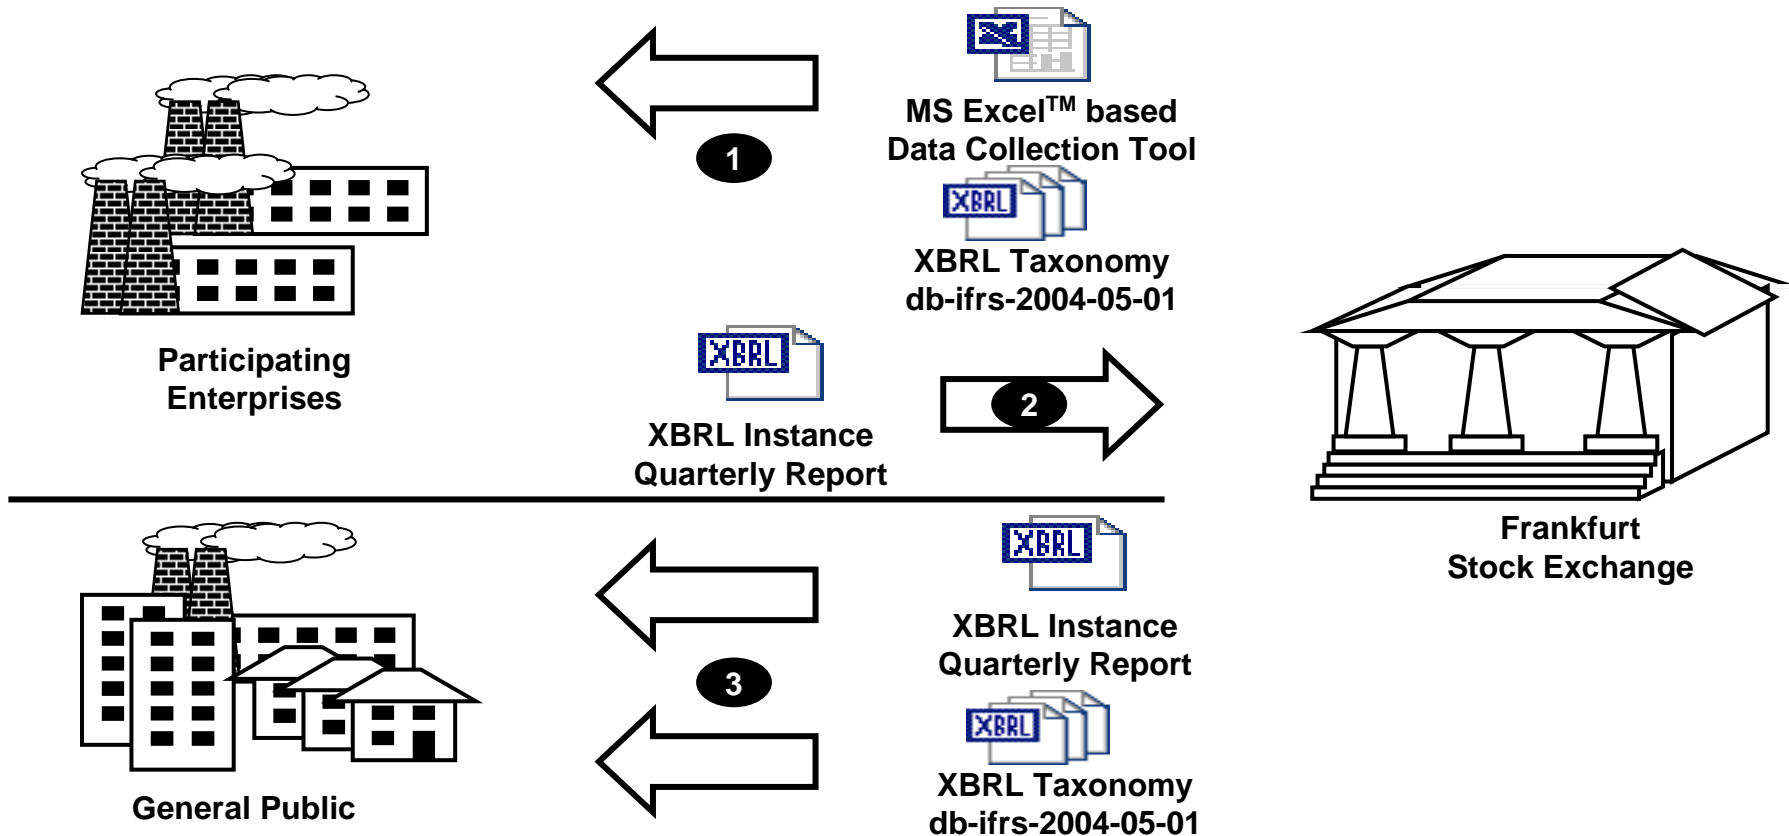 MS Excel™ based
Data Collection Tool
1
XBRL
XBRL Taxonomy
db-ifrs-2004-05-01
Participating
Enterprises
XBRL
XBRL Instance
Quarterly Report
2
Frankfurt
Stock Exchange
XBRL
XBRL Instance
Quarterly Report
3
XBRL
XBRL Taxonomy
db-ifrs-2004-05-01
General Public